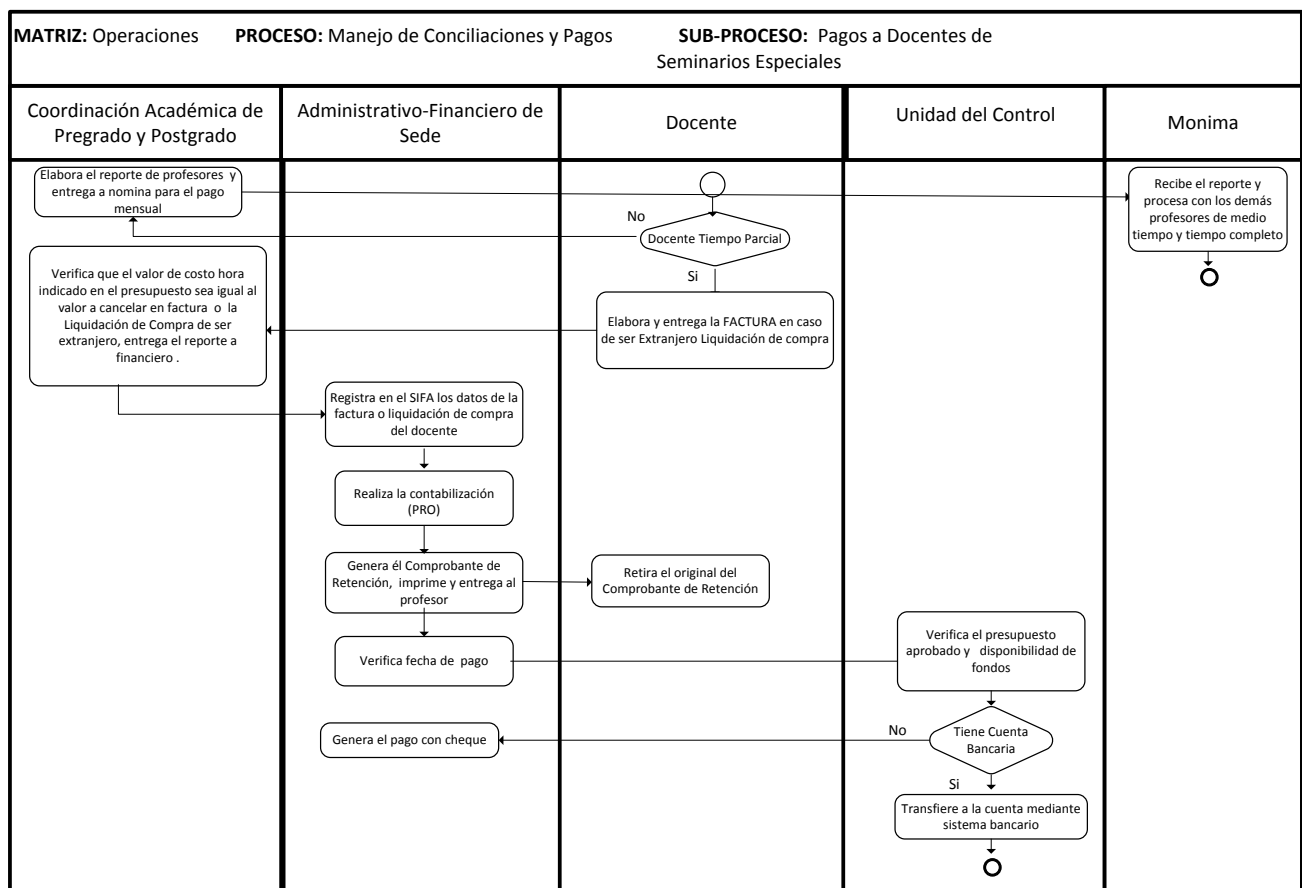 MATRIZ: Operaciones PROCESO: Manejo de Conciliaciones y Pagos SUB-PROCESO: Pagos a Docentes de
Seminarios Especiales
Coordinación Académica de
Pregrado y Postgrado
Administrativo-Financiero de
Sede
Docente
Unidad del Control
Monima
Elabora el reporte de profesores y
entrega a nomina para el pago
mensual
Recibe el reporte y
procesa con los demás
profesores de medio
tiempo y tiempo completo
No
Docente Tiempo Parcial
Si
Verifica que el valor de costo hora
indicado en el presupuesto sea igual al
valor a cancelar en factura o la
Liquidación de Compra de ser
extranjero, entrega el reporte a
financiero .
Elabora y entrega la FACTURA en caso
de ser Extranjero Liquidación de compra
Registra en el SIFA los datos de la
factura o liquidación de compra
del docente
Realiza la contabilización
(PRO)
Genera él Comprobante de
Retención, imprime y entrega al
profesor
Retira el original del
Comprobante de Retención
Verifica fecha de pago
Verifica el presupuesto
aprobado y disponibilidad de
fondos
Genera el pago con cheque
No
Tiene Cuenta
Bancaria
Si
Transfiere a la cuenta mediante
sistema bancario